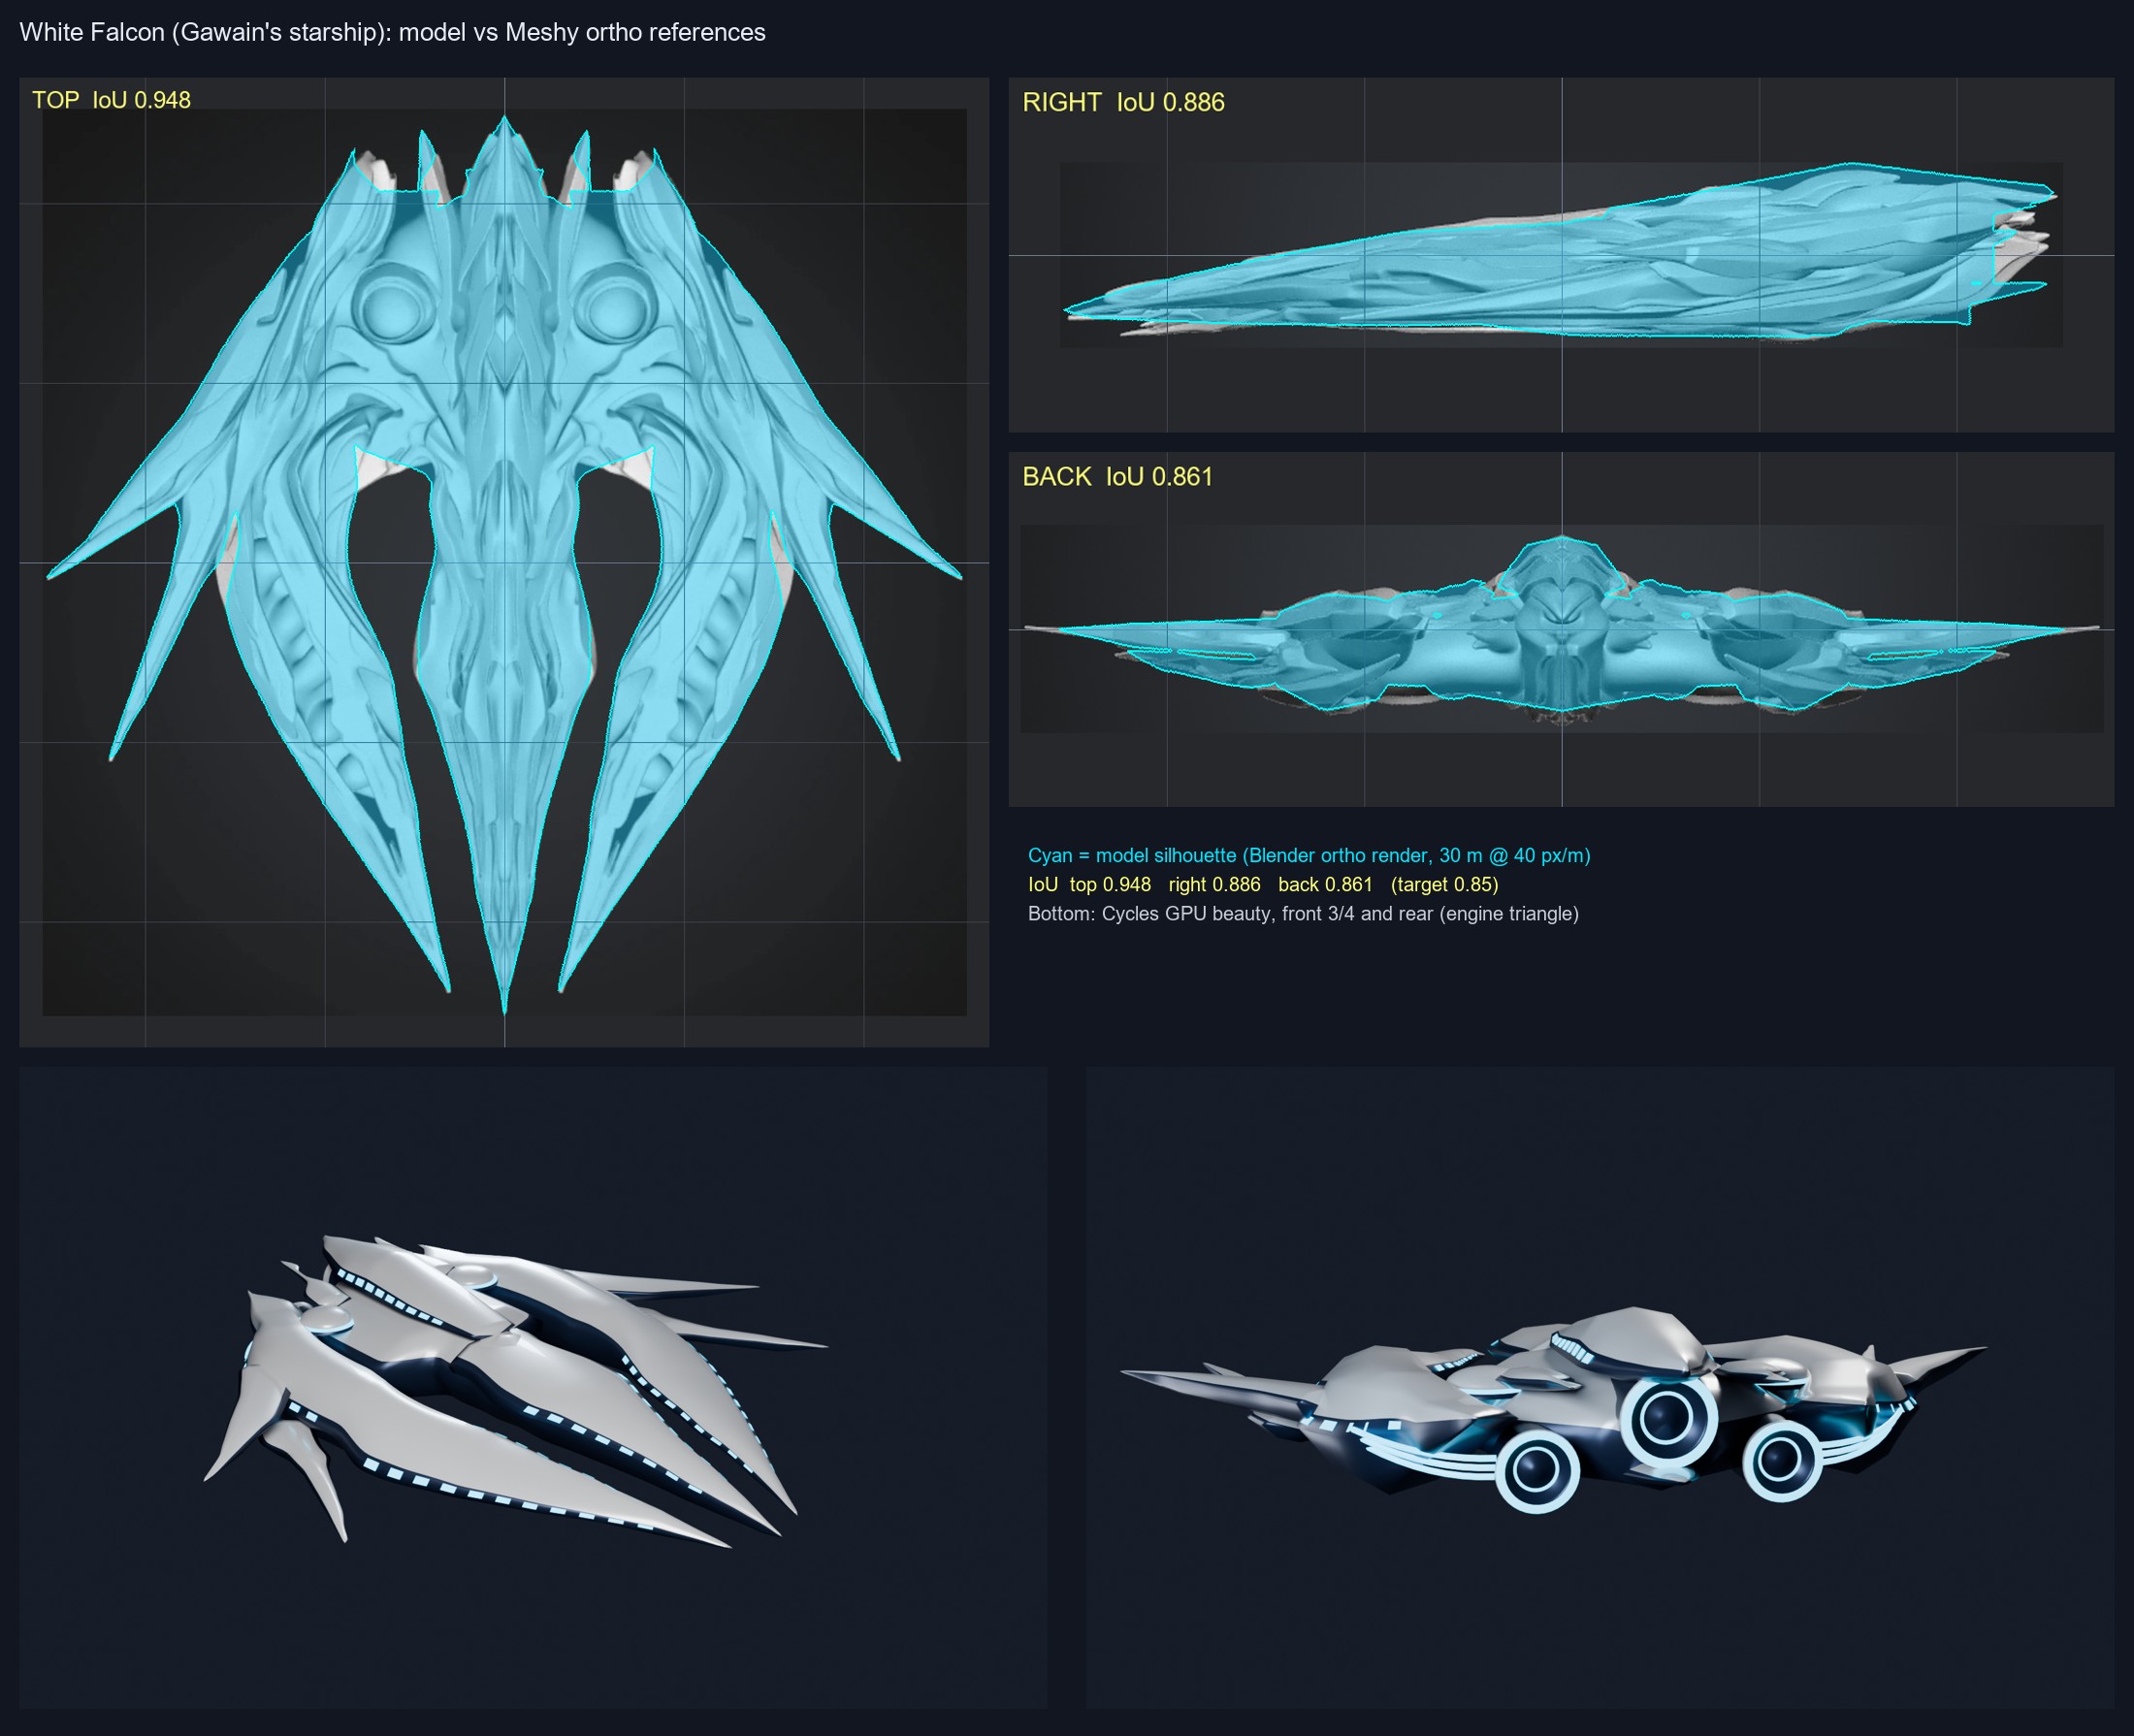 White Falcon (Gawain's starship): model vs Meshy ortho references
TOP IoU 0.948
RIGHT IoU 0.886
BACK IoU 0.861
Cyan = model silhouette (Blender ortho render, 30 m @ 40 px/m)
IoU top 0.948 right 0.886 back 0.861 (target 0.85)
Bottom: Cycles GPU beauty, front 3/4 and rear (engine triangle)